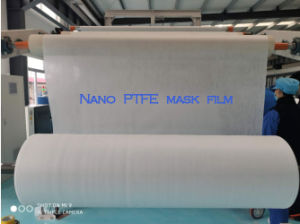 Nano PTFE mask film
SHOT ON MI 9
AI TRIPLE CAMERA